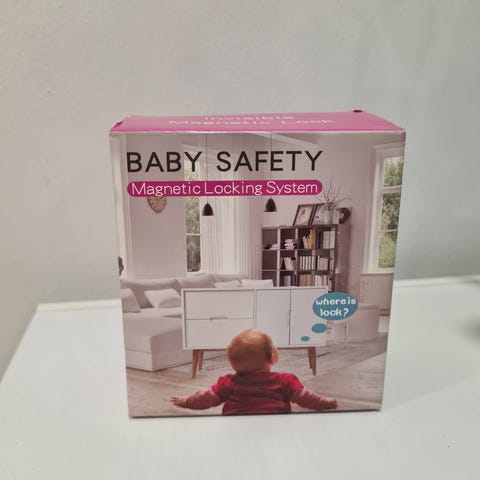 Invisible
Magnetic Lock
BABY SAFETY
Magnetic Locking System
where is
lock?